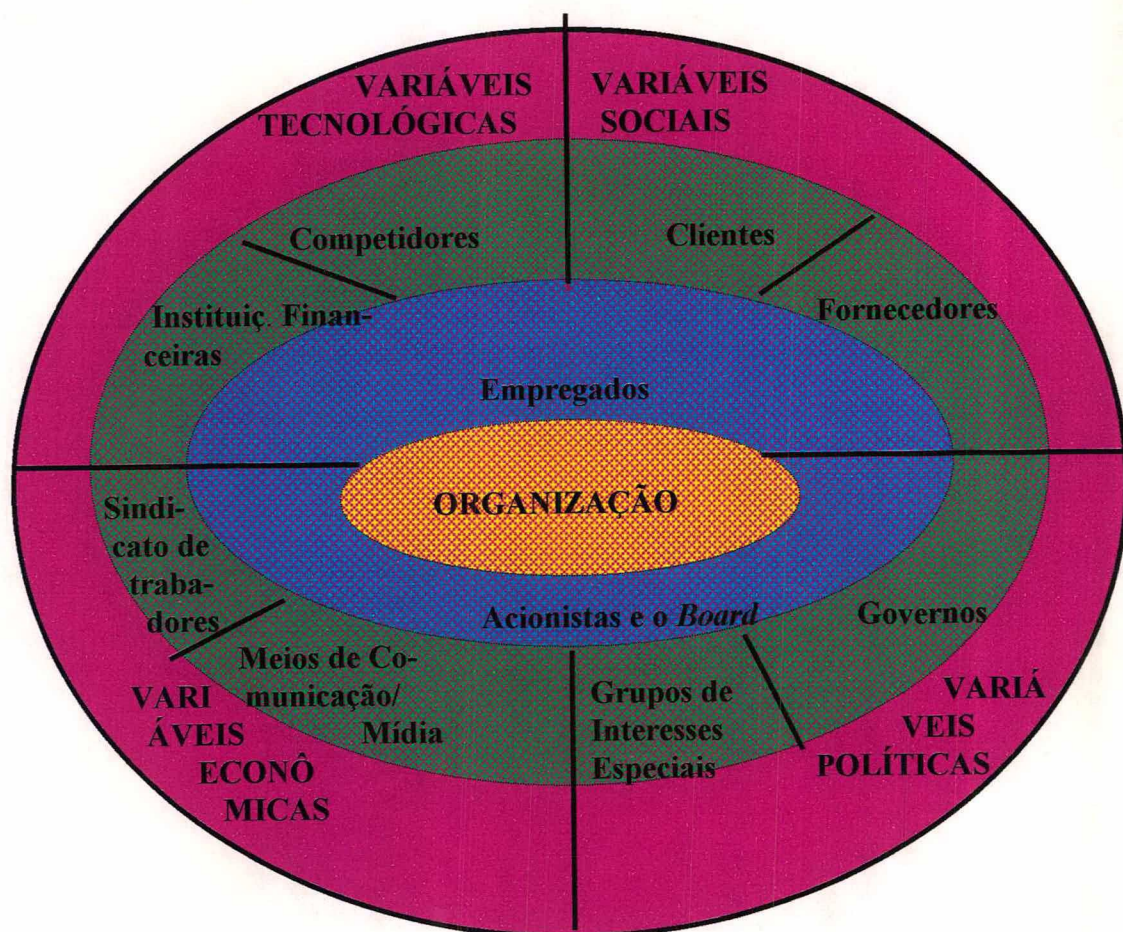 VARIÁVEIS
TECNOLÓGICAS
VARIÁVEIS
SOCIAIS
Competidores
Clientes
Instituiç. Finan-
ceiras
Fornecedores
Empregados
ORGANIZAÇÃO
Sindi-
cato de
traba-
dores
Acionistas e o Board
Governos
Meios de Co-
municação/
Mídia
Grupos de
Interesses
Especiais
VARI
ÁVEIS
ECONÔ
MICAS
VARIÁ
VEIS
POLÍTICAS